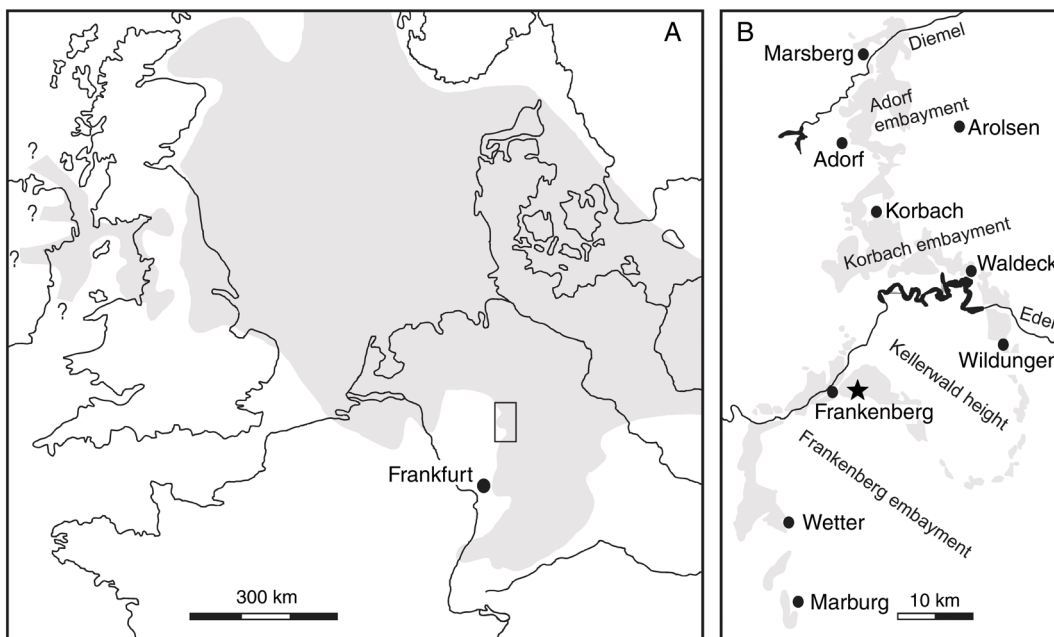 A
?
?
?
?
Frankfurt
300 km
B
Marsberg
Diemel
Adorf
embayment
Arolsen
Adorf
Korbach
Korbach embayment
Waldeck
Eder
Wildungen
Kellerwald height
Frankenberg
Frankenberg embayment
Wetter
Marburg
10 km